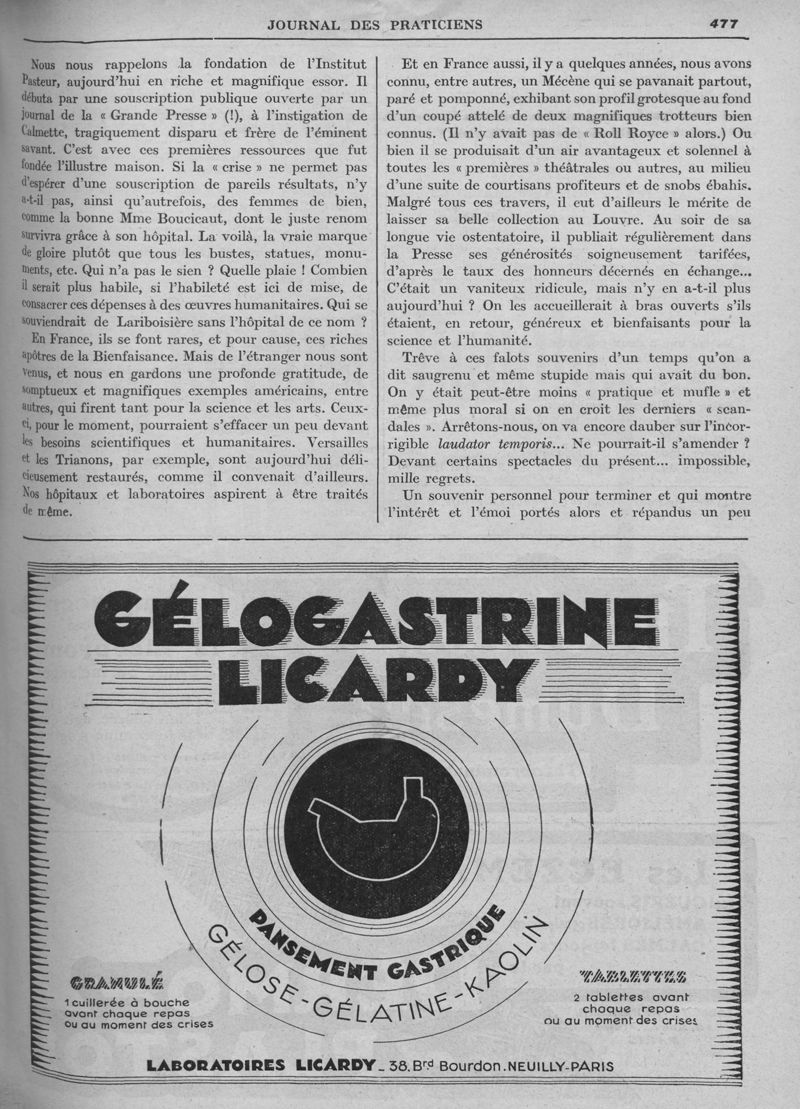 JOURNAL DES PRATICIENS 477
Nous nous rappelons la fondation de l'Institut
Pasteur, aujourd'hui en riche et magnifique essor. Il
débuta par une souscription publique ouverte par un
journal de la « Grande Presse » (!), à l'instigation de
Calmette, tragiquement disparu et frère de l'éminent
savant. C'est avec ces premières ressources que fut
fondée l'illustre maison. Si la « crise » ne permet pas
d'espérer d'une souscription de pareils résultats, n'y
a-t-il pas, ainsi qu'autrefois, des femmes de bien,
comme la bonne Mme Boucicaut, dont le juste renom
survivra grâce à son hôpital. La voilà, la vraie marque
de gloire plutôt que tous les bustes, statues, monu-
ments, etc. Qui n'a pas le sien ? Quelle plaie ! Combien
il serait plus habile, si l'habileté est ici de mise, de
consacrer ces dépenses à des œuvres humanitaires. Qui se
souviendrait de Lariboisière sans l'hôpital de ce nom ?
En France, ils se font rares, et pour cause, ces riches
apôtres de la Bienfaisance. Mais de l'étranger nous sont
venus, et nous en gardons une profonde gratitude, de
somptueux et magnifiques exemples américains, entre
autres, qui firent tant pour la science et les arts. Ceux-
ci, pour le moment, pourraient s'effacer un peu devant
les besoins scientifiques et humanitaires. Versailles
et les Trianons, par exemple, sont aujourd'hui déli-
cieusement restaurés, comme il convenait d'ailleurs.
Nos hôpitaux et laboratoires aspirent à être traités
de même.
Et en France aussi, il y a quelques années, nous avons
connu, entre autres, un Mécène qui se pavanait partout,
paré et pomponné, exhibant son profil grotesque au fond
d'un coupé attelé de deux magnifiques trotteurs bien
connus. (Il n'y avait pas de « Roll Royce » alors.) Ou
bien il se produisait d'un air avantageux et solennel à
toutes les « premières » théâtrales ou autres, au milieu
d'une suite de courtisans profiteurs et de snobs ébahis.
Malgré tous ces travers, il eut d'ailleurs le mérite de
laisser sa belle collection au Louvre. Au soir de sa
longue vie ostentatoire, il publiait régulièrement dans
la Presse ses générosités soigneusement tarifées,
d'après le taux des honneurs décernés en échange...
C'était un vaniteux ridicule, mais n'y en a-t-il plus
aujourd'hui ? On les accueillerait à bras ouverts s'ils
étaient, en retour, généreux et bienfaisants pour la
science et l'humanité.
Trêve à ces falots souvenirs d'un temps qu'on a
dit saugrenu et même stupide mais qui avait du bon.
On y était peut-être moins « pratique et mufle » et
même plus moral si on en croit les derniers « scan-
dales ». Arrêtons-nous, on va encore dauber sur l'incor-
rigible laudator temporis... Ne pourrait-il s'amender ?
Devant certains spectacles du présent... impossible,
mille regrets.
Un souvenir personnel pour terminer et qui montre
l'intérêt et l'émoi portés alors et répandus un peu
GÉLOGASTRINE
LICARDY
PANSEMENT GASTRIQUE
GÉLOSE-GÉLATINE-KAOLIN
GRANULÉ
1 cuillerée à bouche
avant chaque repas
ou au moment des crises
TABLETTES
2 tablettes avant
chaque repas
ou au moment des crises
LABORATOIRES LICARDY_38.Brd Bourdon.NEUILLY-PARIS